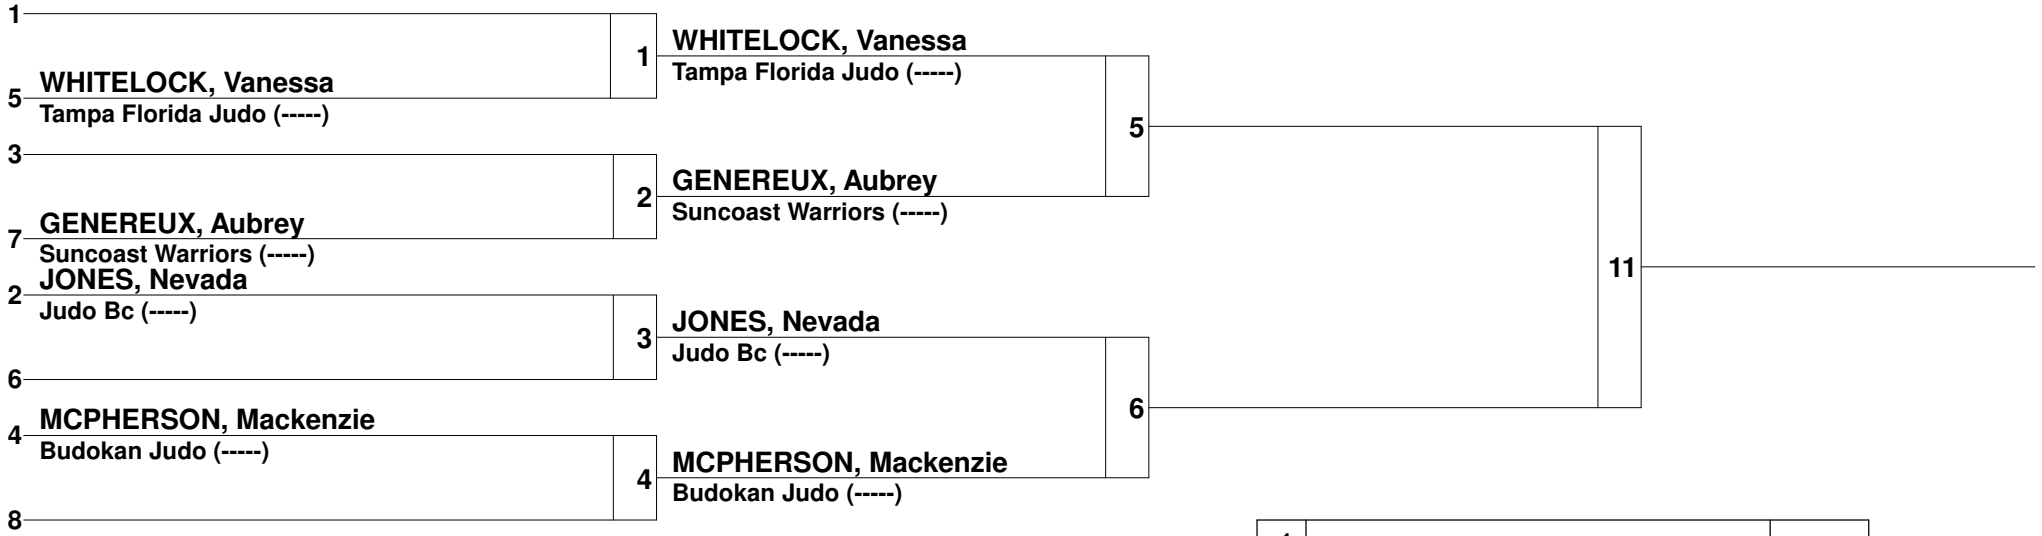 1
1
WHITELOCK, Vanessa
Tampa Florida Judo (-----)
5
WHITELOCK, Vanessa
Tampa Florida Judo (-----)
5
3
2
GENEREUX, Aubrey
Suncoast Warriors (-----)
7
GENEREUX, Aubrey
Suncoast Warriors (-----)
11
2
JONES, Nevada
Judo Bc (-----)
3
JONES, Nevada
Judo Bc (-----)
6
6
4
MCPHERSON, Mackenzie
Budokan Judo (-----)
4
MCPHERSON, Mackenzie
Budokan Judo (-----)
8